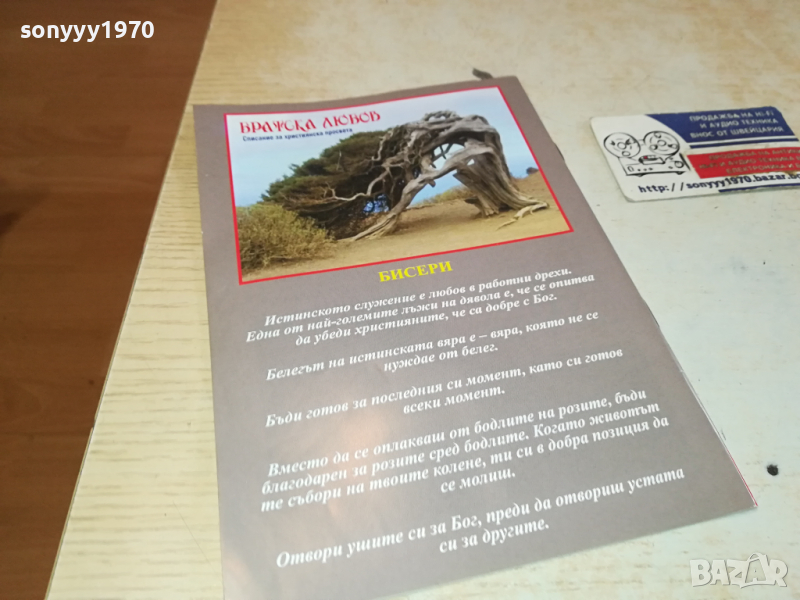 sonyyy1970
БРАТСКА ЛЮБОВ
Списание за християнска просвета
БИСЕРИ
Истинското служение е любов в работни дрехи.
Една от най-големите лъжи на дявола е, че се опитва
да убеди християните, че са добре с Бог.
Белегът на истинската вяра е – вяра, която не се
нуждае от белег.
Бъди готов за последния си момент, като си готов
всеки момент.
Вместо да се оплакваш от бодлите на розите, бъди
благодарен за розите сред бодлите. Когато животът
те събори на твоите колене, ти си в добра позиция да
се молиш.
Отвори ушите си за Бог, преди да отвориш устата
си за другите.
ПРОДАЖБА НА HI-FI
И АУДИО ТЕХНИКА
ВНОС ОТ ШВЕЙЦАРИЯ
http://sonyyy1970.bazar.b
BAZAR